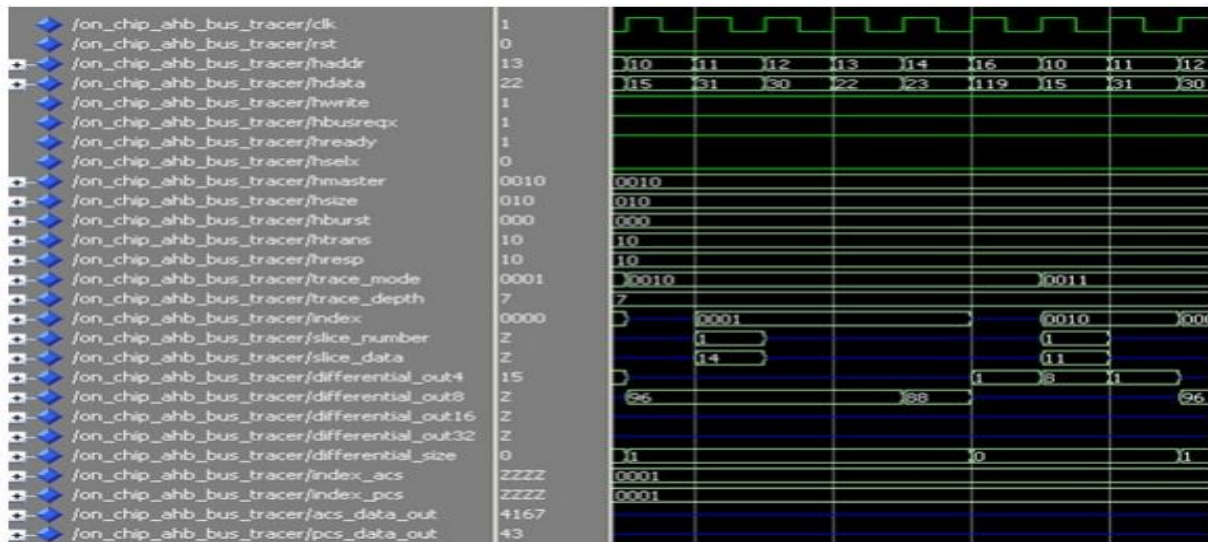 /on_chip_ahb_bus_tracer/clk 1
/on_chip_ahb_bus_tracer/rst 0
/on_chip_ahb_bus_tracer/haddr 13 10 11 12 13 14 16 10 11 12
/on_chip_ahb_bus_tracer/hdata 22 15 31 30 22 23 119 15 31 30
/on_chip_ahb_bus_tracer/hwrite 1
/on_chip_ahb_bus_tracer/hbusreqx 1
/on_chip_ahb_bus_tracer/hready 1
/on_chip_ahb_bus_tracer/hselx 0
/on_chip_ahb_bus_tracer/hmaster 0010 0010
/on_chip_ahb_bus_tracer/hsize 010 010
/on_chip_ahb_bus_tracer/hburst 000 000
/on_chip_ahb_bus_tracer/htrans 10 10
/on_chip_ahb_bus_tracer/hresp 10 10
/on_chip_ahb_bus_tracer/trace_mode 0001 0010 0011
/on_chip_ahb_bus_tracer/trace_depth 7 7
/on_chip_ahb_bus_tracer/index 0000 0001 0010 000
/on_chip_ahb_bus_tracer/slice_number Z 1 1
/on_chip_ahb_bus_tracer/slice_data Z 14 11
/on_chip_ahb_bus_tracer/differential_out4 15 1 8 1
/on_chip_ahb_bus_tracer/differential_out8 Z 96 88 96
/on_chip_ahb_bus_tracer/differential_out16 Z
/on_chip_ahb_bus_tracer/differential_out32 Z
/on_chip_ahb_bus_tracer/differential_size 0 1 0 1
/on_chip_ahb_bus_tracer/index_acs ZZZZ 0001
/on_chip_ahb_bus_tracer/index_pcs ZZZZ 0001
/on_chip_ahb_bus_tracer/acs_data_out 4167
/on_chip_ahb_bus_tracer/pcs_data_out 43